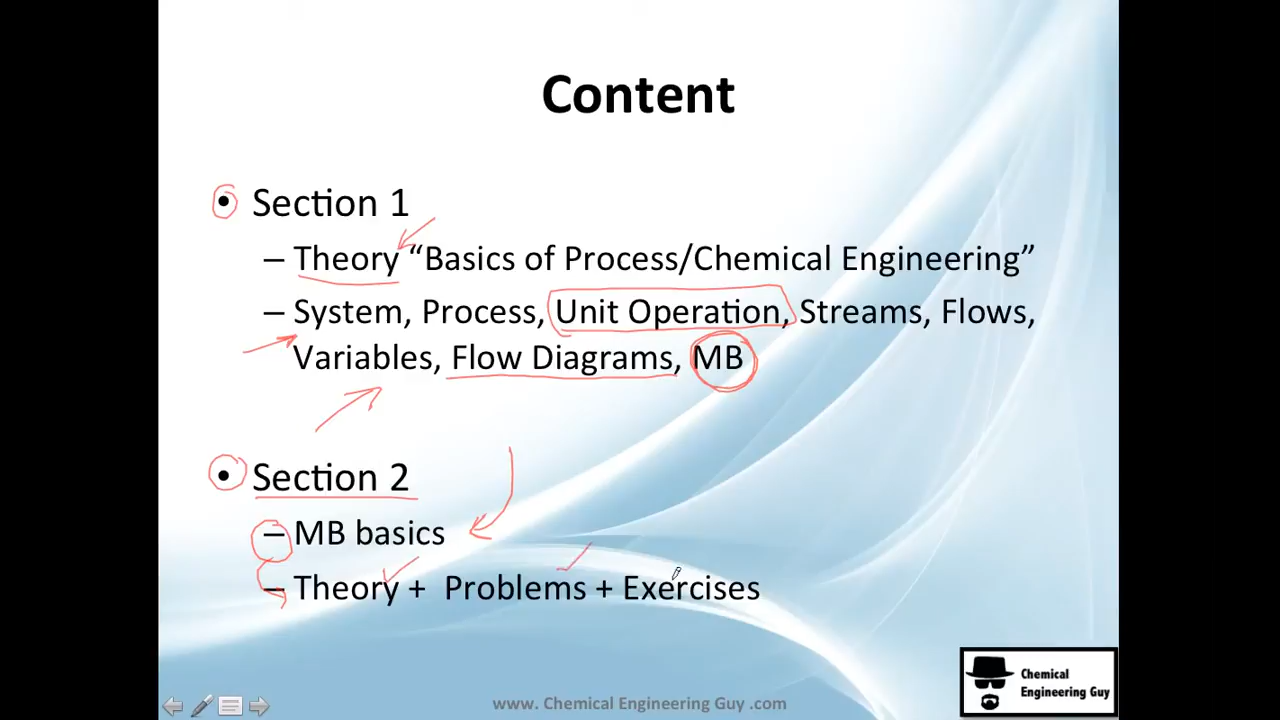 Content
• Section 1
– Theory “Basics of Process/Chemical Engineering”
– System, Process, Unit Operation, Streams, Flows,
Variables, Flow Diagrams, MB
• Section 2
– MB basics
– Theory + Problems + Exercises
www. Chemical Engineering Guy .com
Chemical
Engineering Guy